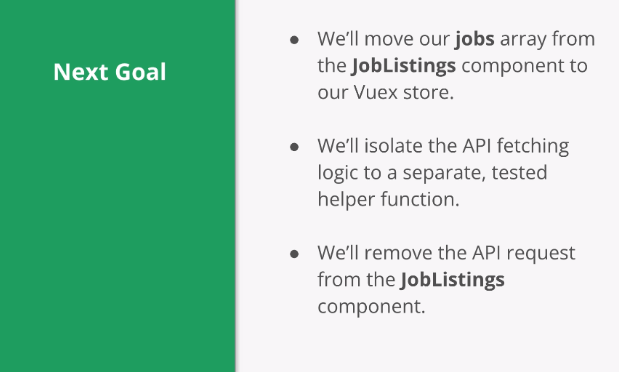 Next Goal
● We'll move our jobs array from
the JobListings component to
our Vuex store.
● We'll isolate the API fetching
logic to a separate, tested
helper function.
● We'll remove the API request
from the JobListings
component.